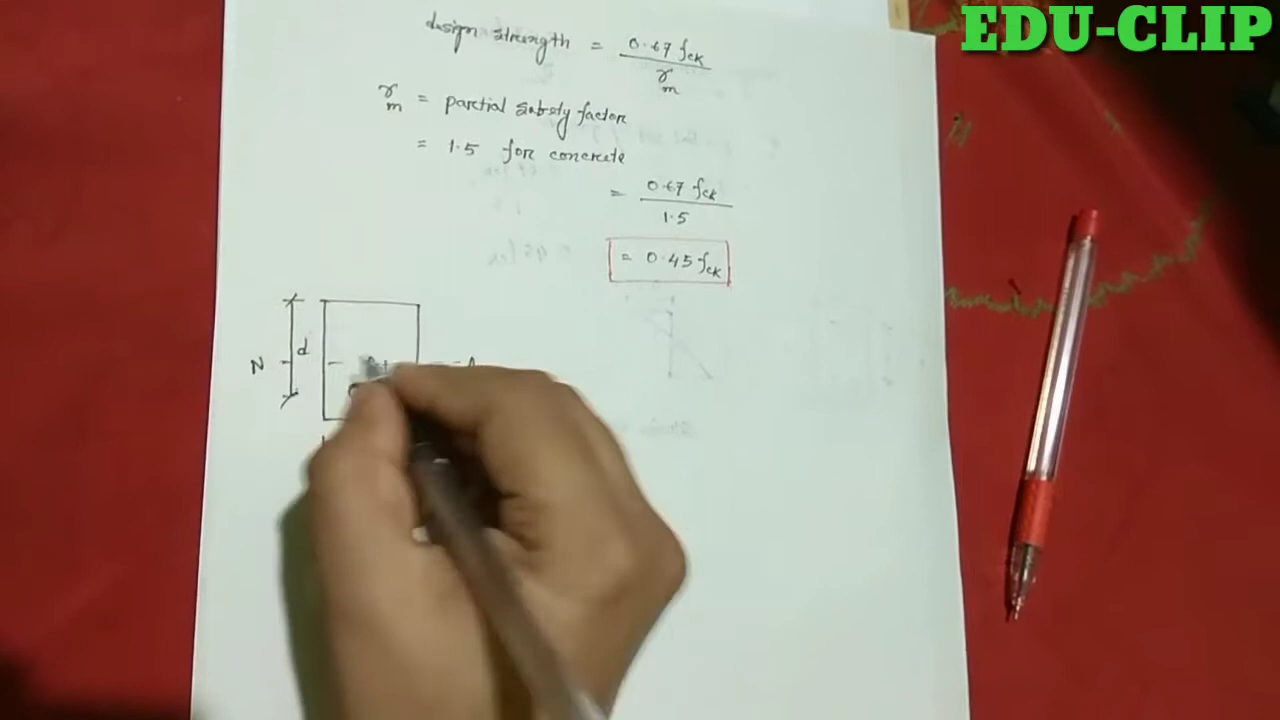 EDU-CLIP
design strength = 0.67 fck / γm
γm = partial safety factor
= 1.5 for concrete
= 0.67 fck / 1.5
= 0.45 fck
d
N
A